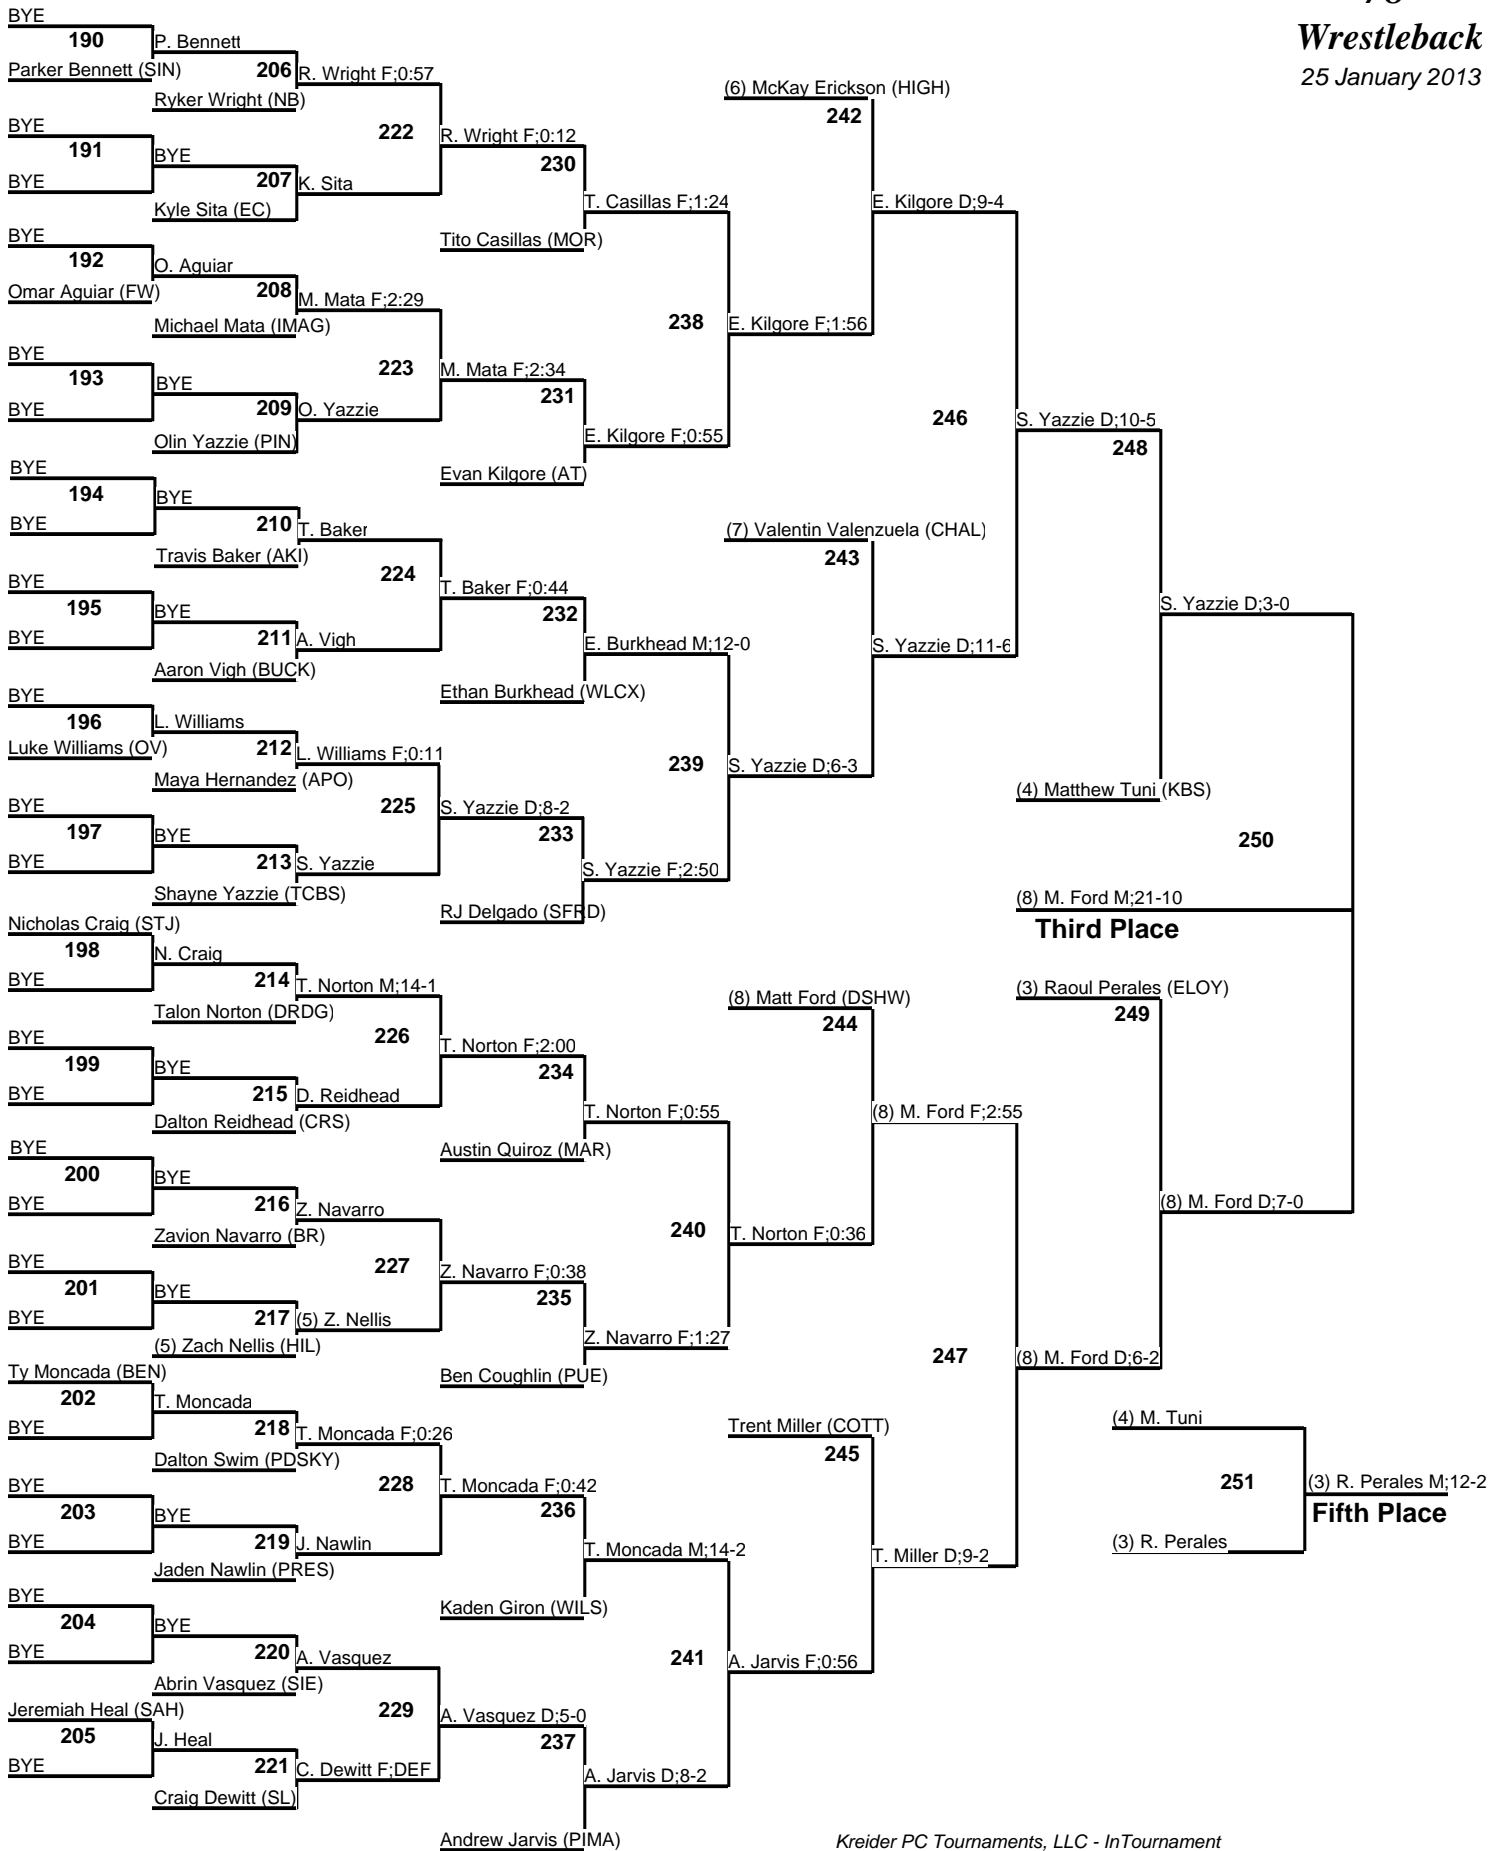 Wrestleback
25 January 2013
BYE
190
P. Bennett
Parker Bennett (SIN)
206
R. Wright F;0:57
Ryker Wright (NB)
BYE
222
R. Wright F;0:12
191
BYE
230
BYE
207
K. Sita
Kyle Sita (EC)
T. Casillas F;1:24
BYE
Tito Casillas (MOR)
192
O. Aguiar
Omar Aguiar (FW)
208
M. Mata F;2:29
Michael Mata (IMAG)
238
E. Kilgore F;1:56
BYE
193
BYE
223
M. Mata F;2:34
BYE
209
O. Yazzie
231
Olin Yazzie (PIN)
E. Kilgore F;0:55
Evan Kilgore (AT)
(6) McKay Erickson (HIGH)
242
E. Kilgore D;9-4
246
S. Yazzie D;10-5
248
BYE
194
BYE
BYE
210
T. Baker
Travis Baker (AKI)
224
T. Baker F;0:44
BYE
195
BYE
232
BYE
211
A. Vigh
E. Burkhead M;12-0
Aaron Vigh (BUCK)
Ethan Burkhead (WLCX)
(7) Valentin Valenzuela (CHAL)
243
S. Yazzie D;11-6
S. Yazzie D;3-0
BYE
196
L. Williams
Luke Williams (OV)
212
L. Williams F;0:11
Maya Hernandez (APO)
239
S. Yazzie D;6-3
BYE
225
S. Yazzie D;8-2
197
BYE
233
BYE
213
S. Yazzie
S. Yazzie F;2:50
Shayne Yazzie (TCBS)
RJ Delgado (SFRD)
(4) Matthew Tuni (KBS)
250
(8) M. Ford M;21-10
Third Place
Nicholas Craig (STJ)
198
N. Craig
BYE
214
T. Norton M;14-1
Talon Norton (DRDG)
226
T. Norton F;2:00
BYE
199
BYE
234
BYE
215
D. Reidhead
T. Norton F;0:55
Dalton Reidhead (CRS)
Austin Quiroz (MAR)
(8) Matt Ford (DSHW)
244
(8) M. Ford F;2:55
(3) Raoul Perales (ELOY)
249
BYE
200
BYE
BYE
216
Z. Navarro
Zavion Navarro (BR)
240
T. Norton F;0:36
BYE
227
Z. Navarro F;0:38
201
BYE
235
BYE
217
(5) Z. Nellis
Z. Navarro F;1:27
(5) Zach Nellis (HIL)
Ben Coughlin (PUE)
247
(8) M. Ford D;6-2
(8) M. Ford D;7-0
Ty Moncada (BEN)
202
T. Moncada
BYE
218
T. Moncada F;0:26
Dalton Swim (PDSKY)
228
T. Moncada F;0:42
BYE
203
BYE
236
BYE
219
J. Nawlin
T. Moncada M;14-2
Jaden Nawlin (PRES)
Kaden Giron (WILS)
Trent Miller (COTT)
245
T. Miller D;9-2
(4) M. Tuni
251
(3) R. Perales M;12-2
Fifth Place
(3) R. Perales
BYE
204
BYE
BYE
220
A. Vasquez
Abrin Vasquez (SIE)
241
A. Jarvis F;0:56
Jeremiah Heal (SAH)
229
A. Vasquez D;5-0
205
J. Heal
237
BYE
221
C. Dewitt F;DEF
A. Jarvis D;8-2
Craig Dewitt (SL)
Andrew Jarvis (PIMA)
Kreider PC Tournaments, LLC - InTournament